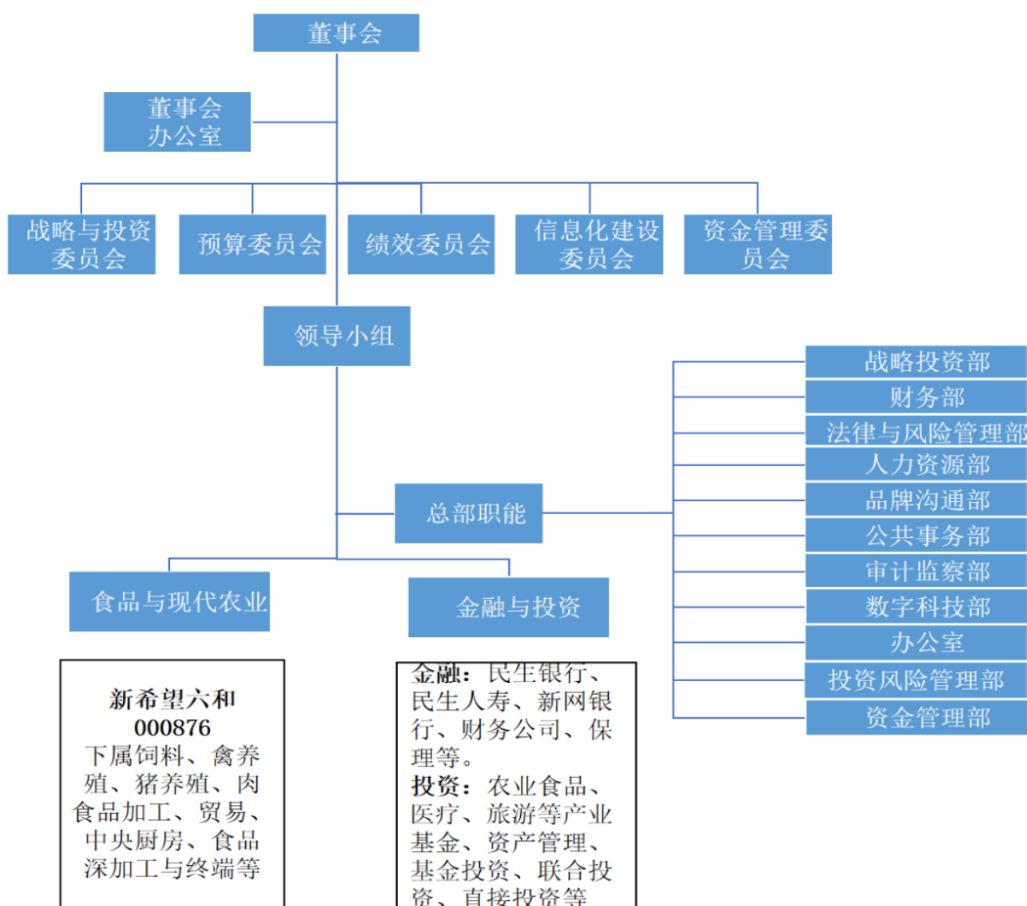 董事会
董事会
办公室
战略与投资
委员会
预算委员会
绩效委员会
信息化建设
委员会
资金管理委
员会
领导小组
总部职能
战略投资部
财务部
法律与风险管理部
人力资源部
品牌沟通部
公共事务部
审计监察部
数字科技部
办公室
投资风险管理部
资金管理部
食品与现代农业
金融与投资
新希望六和
000876
下属饲料、禽养
殖、猪养殖、肉
食品加工、贸易、
中央厨房、食品
深加工与终端等
金融：民生银行、
民生人寿、新网银
行、财务公司、保
理等。
投资：农业食品、
医疗、旅游等产业
基金、资产管理、
基金投资、联合投
资、直接投资等